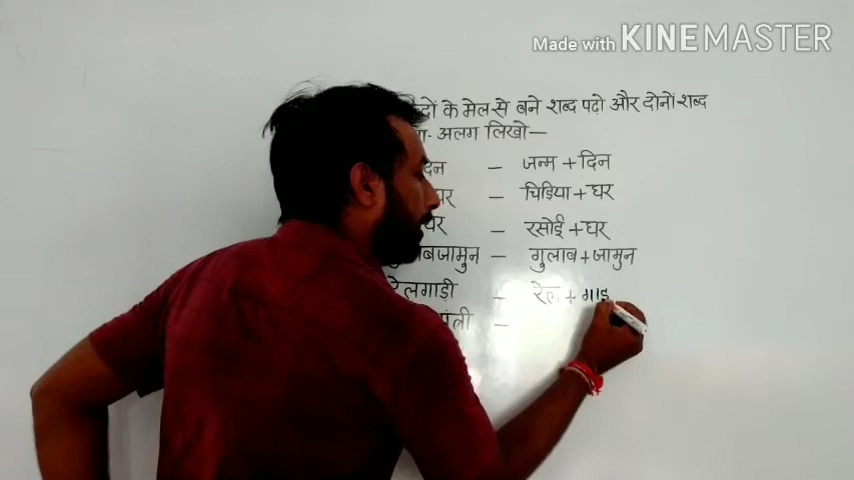 Made with KINEMASTER
के मेल से बने शब्द पढो और दोनों शब्द
अलग लिखो—
— जन्म + दिन
— चिडिया + घर
— रसोई + घर
जामुन — गुलाब + जामुन
रेलगाड़ी — रेल + गाड
—